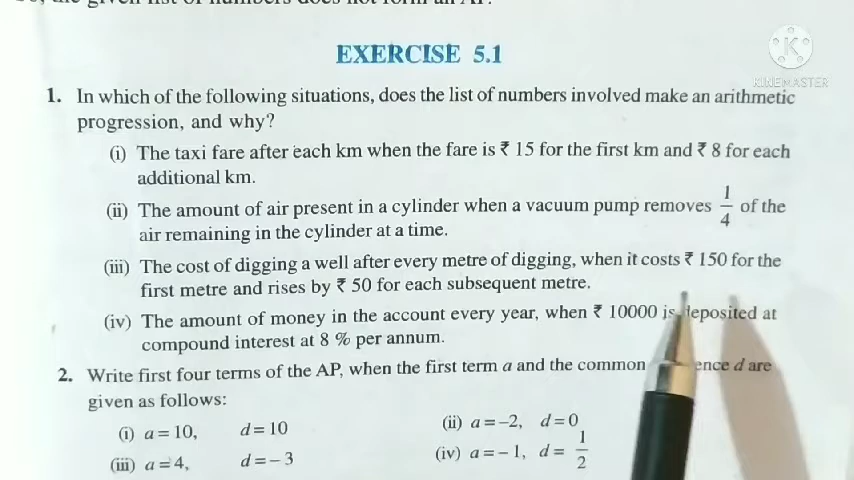 EXERCISE 5.1
K
KINEMASTER
1. In which of the following situations, does the list of numbers involved make an arithmetic
progression, and why?
(i) The taxi fare after each km when the fare is ₹ 15 for the first km and ₹ 8 for each
additional km.
(ii) The amount of air present in a cylinder when a vacuum pump removes 1/4 of the
air remaining in the cylinder at a time.
(iii) The cost of digging a well after every metre of digging, when it costs ₹ 150 for the
first metre and rises by ₹ 50 for each subsequent metre.
(iv) The amount of money in the account every year, when ₹ 10000 is deposited at
compound interest at 8 % per annum.
2. Write first four terms of the AP, when the first term a and the common ence d are
given as follows:
(i) a = 10, d = 10 (ii) a = –2, d = 0
(iii) a = 4, d = – 3 (iv) a = – 1, d = 1/2